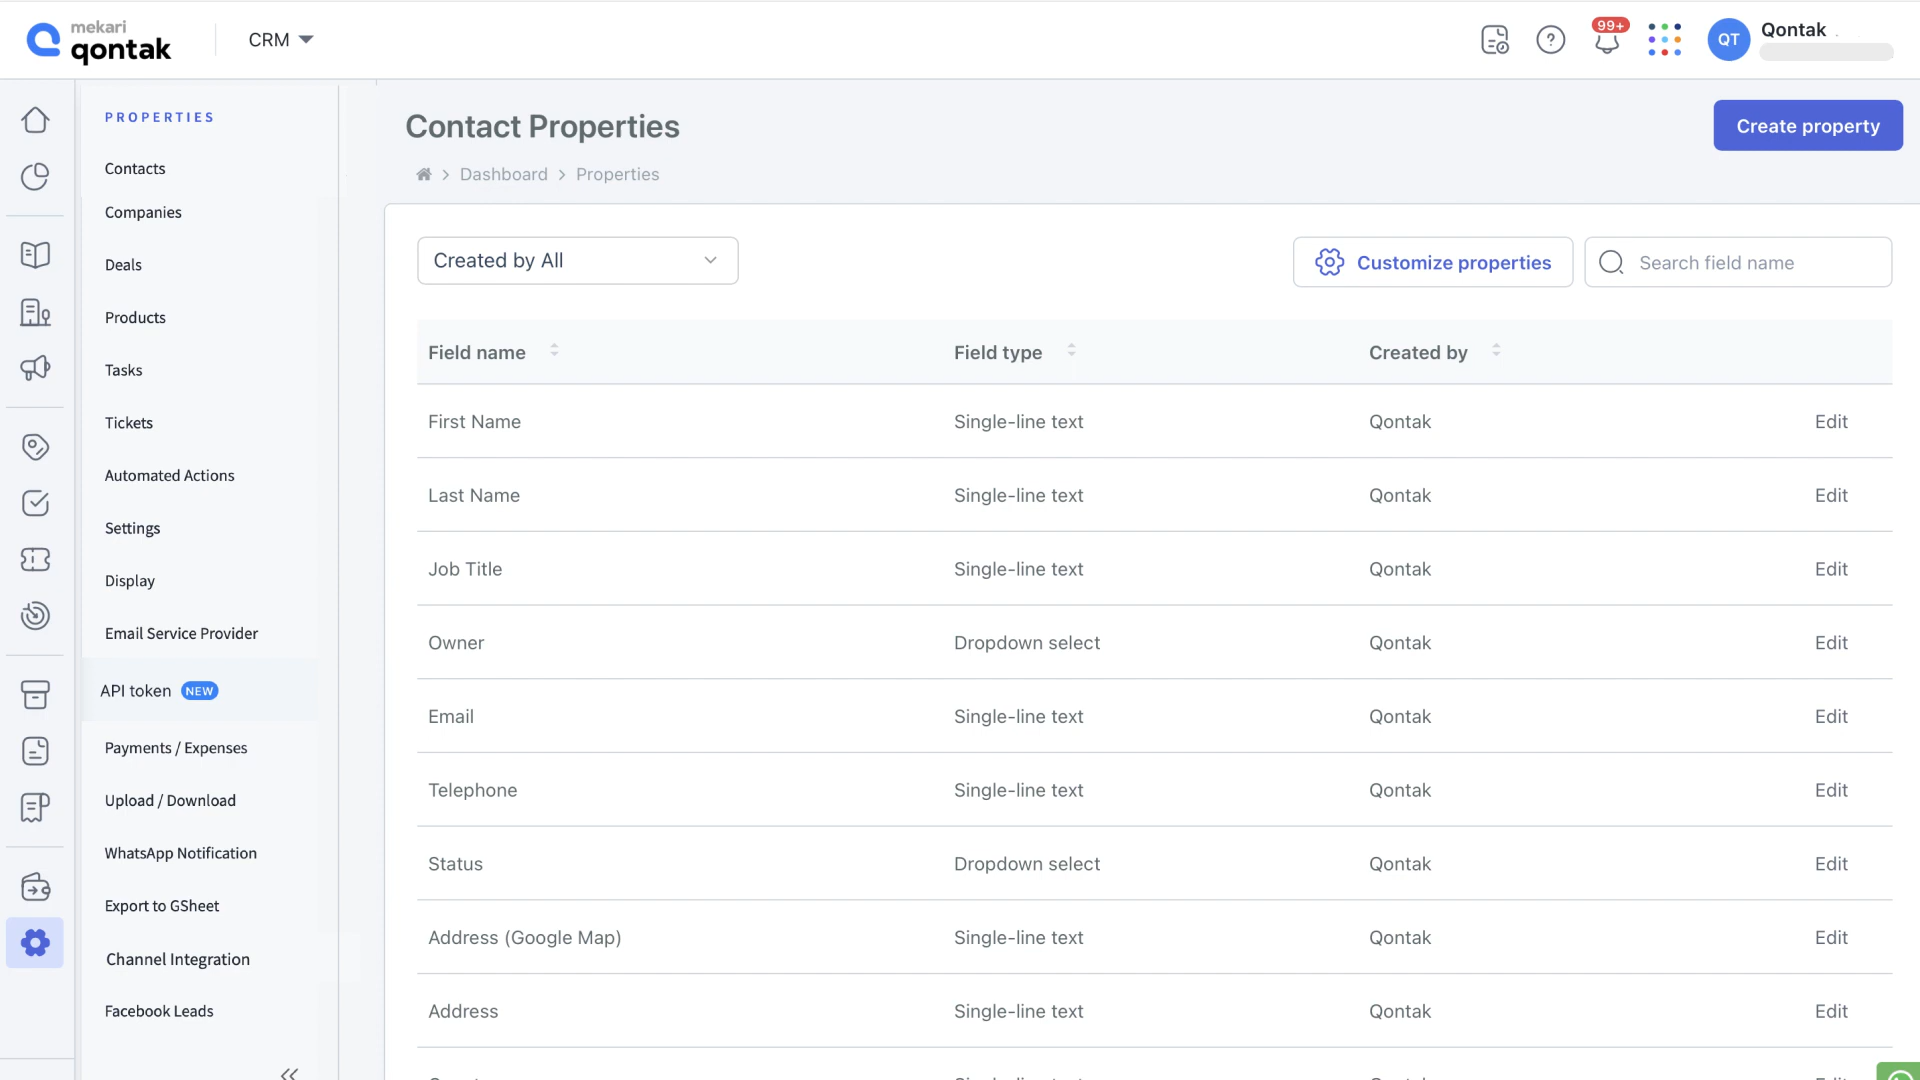 mekari
qontak
CRM
99+
QT
Qontak
PROPERTIES
Contacts
Companies
Deals
Products
Tasks
Tickets
Automated Actions
Settings
Display
Email Service Provider
API token NEW
Payments / Expenses
Upload / Download
WhatsApp Notification
Export to GSheet
Channel Integration
Facebook Leads
Contact Properties
Create property
Dashboard > Properties
Created by All
Customize properties
Search field name
Field name Field type Created by
First Name Single-line text Qontak Edit
Last Name Single-line text Qontak Edit
Job Title Single-line text Qontak Edit
Owner Dropdown select Qontak Edit
Email Single-line text Qontak Edit
Telephone Single-line text Qontak Edit
Status Dropdown select Qontak Edit
Address (Google Map) Single-line text Qontak Edit
Address Single-line text Qontak Edit